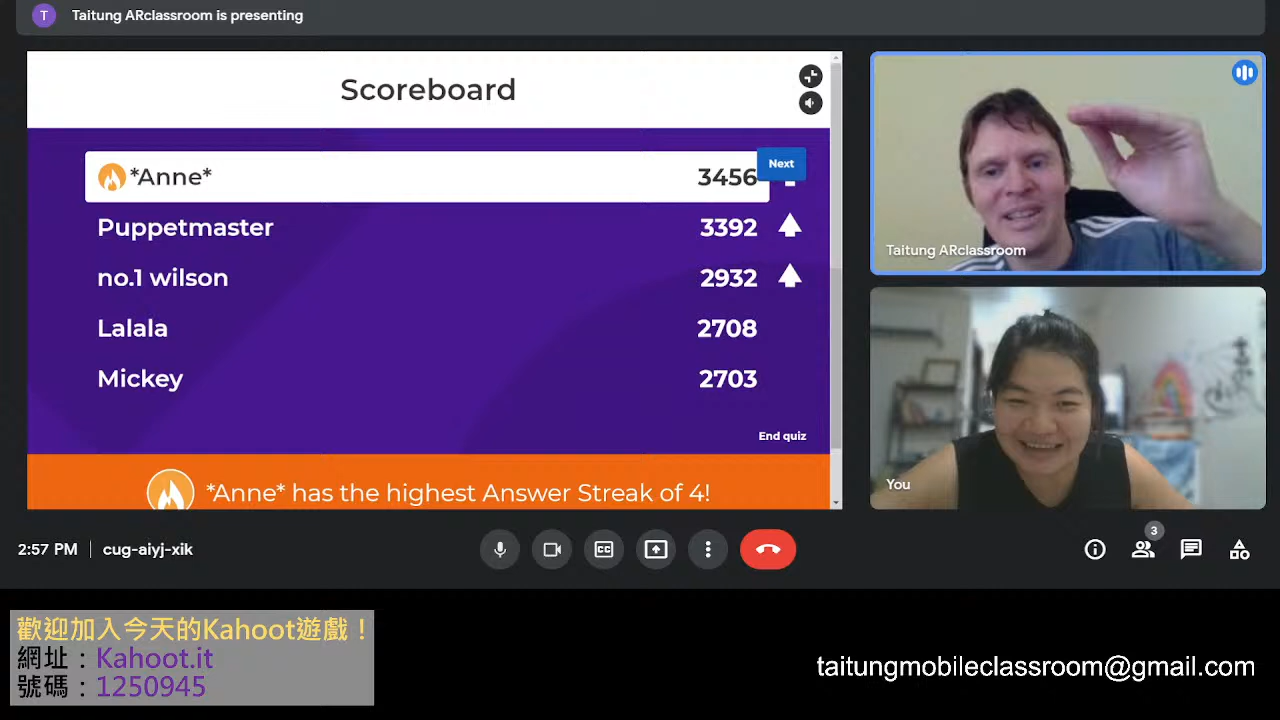 T Taitung ARclassroom is presenting
Scoreboard
*Anne* 3456
Next
Puppetmaster 3392
no.1 wilson 2932
Lalala 2708
Mickey 2703
End quiz
*Anne* has the highest Answer Streak of 4!
Taitung ARclassroom
You
2:57 PM cug-aiyj-xik
CC
3
歡迎加入今天的Kahoot遊戲！
網址：Kahoot.it
號碼：1250945
taitungmobileclassroom@gmail.com